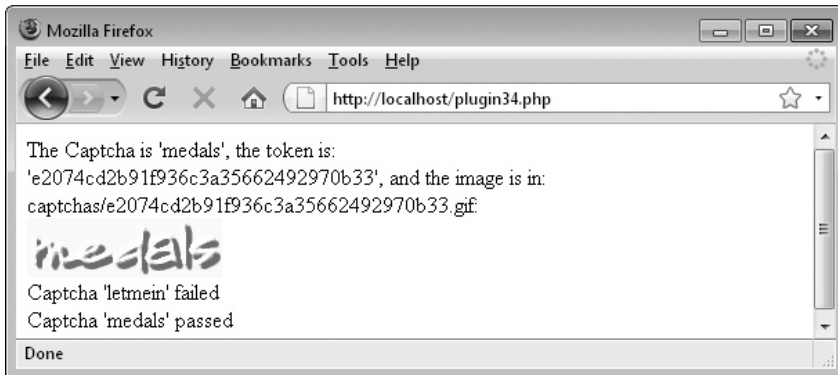 Mozilla Firefox
File Edit View History Bookmarks Tools Help
http://localhost/plugin34.php
The Captcha is 'medals', the token is:
'e2074cd2b91f936c3a35662492970b33', and the image is in:
captchas/e2074cd2b91f936c3a35662492970b33.gif:
medals
Captcha 'letmein' failed
Captcha 'medals' passed
Done